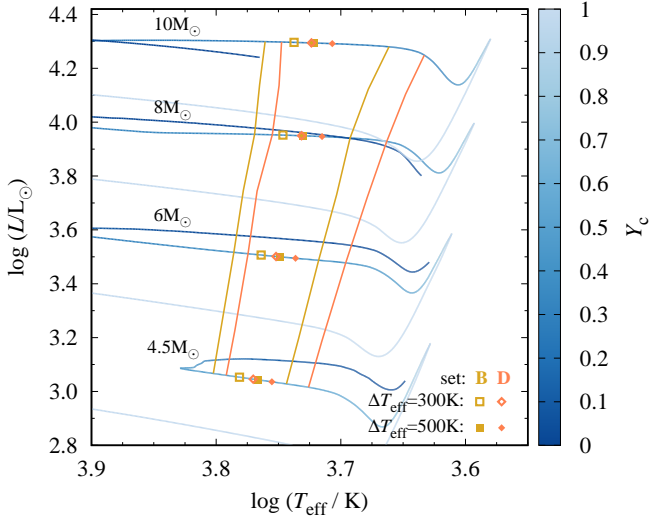 4.4
4.2
4.0
3.8
3.6
3.4
3.2
3.0
2.8
log (L/L☉)
10M☉
8M☉
6M☉
4.5M☉
set: B D
ΔTeff=300K:
ΔTeff=500K:
3.9 3.8 3.7 3.6
log (Teff / K)
1
0.9
0.8
0.7
0.6
0.5
0.4
0.3
0.2
0.1
0
Yc